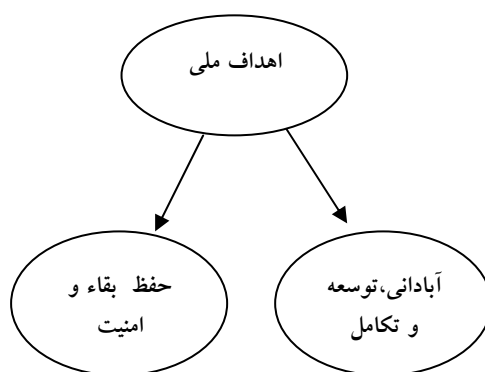 اهداف ملی
آبادانی،توسعه
و تکامل
حفظ بقاء و
امنیت